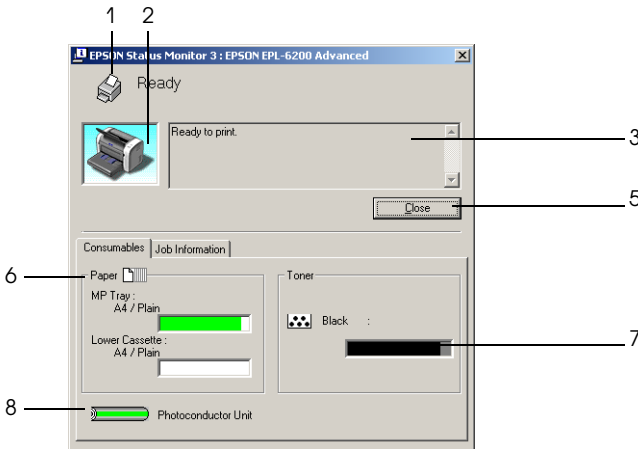 1 2
EPSON Status Monitor 3 : EPSON EPL-6200 Advanced
Ready
Ready to print.
3
Close
5
Consumables Job Information
6
Paper
Toner
MP Tray :
A4 / Plain
Black :
Lower Cassette :
A4 / Plain
7
8
Photoconductor Unit